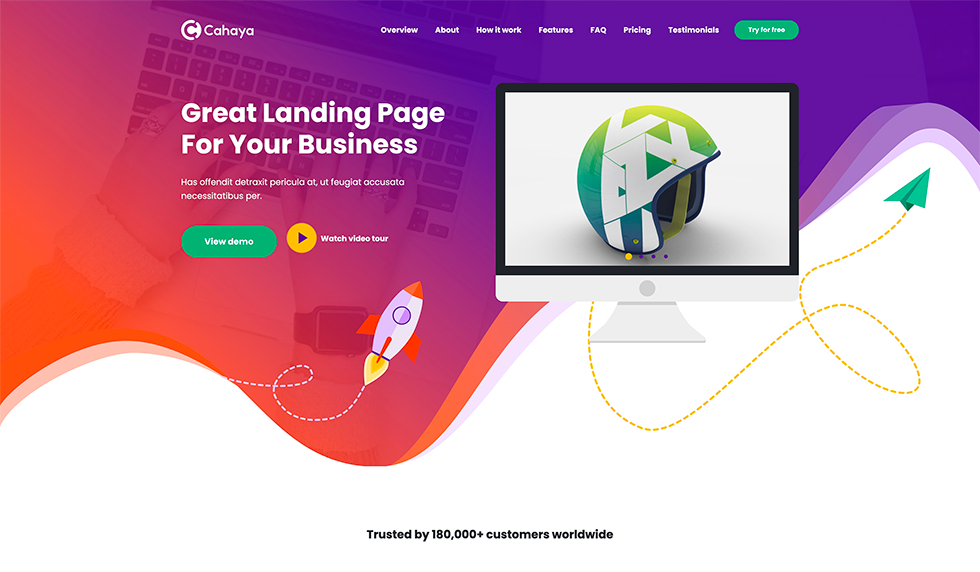 Cahaya
Overview About How it work Features FAQ Pricing Testimonials Try for free
Great Landing Page
For Your Business
Has offendit detraxit pericula at, ut feugiat accusata
necessitatibus per.
View demo
Watch video tour
Trusted by 180,000+ customers worldwide